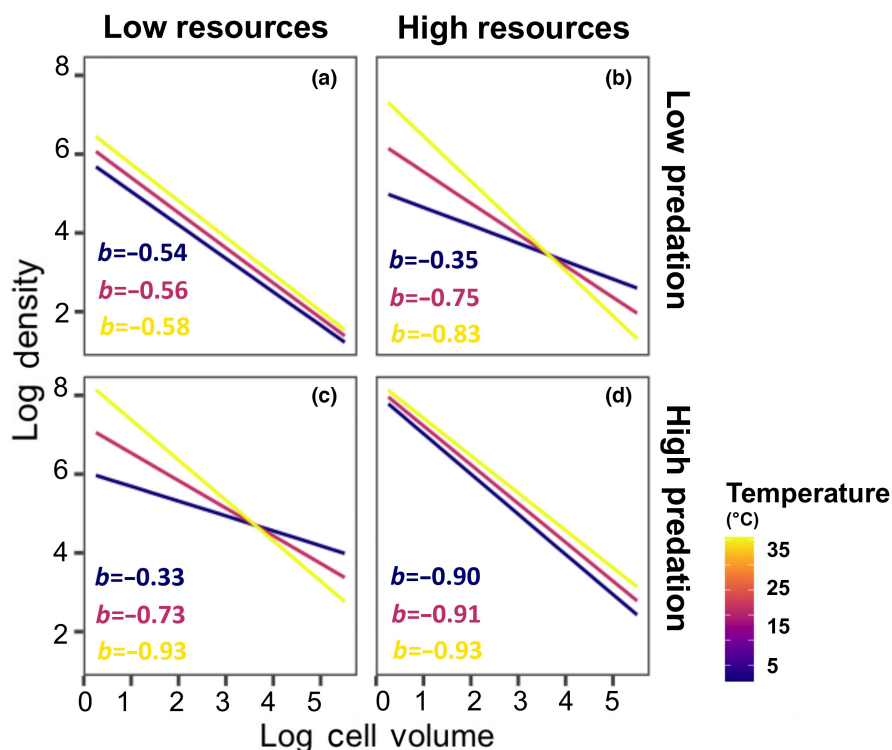 Low resources
High resources
(a)
(b)
Low predation
8
6
4
2
b=–0.54
b=–0.56
b=–0.58
b=–0.35
b=–0.75
b=–0.83
Log density
(c)
(d)
High predation
8
6
4
2
b=–0.33
b=–0.73
b=–0.93
b=–0.90
b=–0.91
b=–0.93
0 1 2 3 4 5
0 1 2 3 4 5
Log cell volume
Temperature
(°C)
35
25
15
5